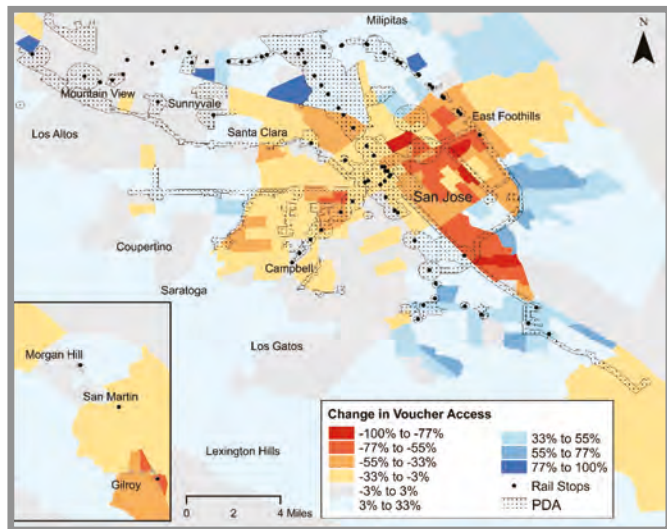 Milipitas
N
Mountain View
Sunnyvale
East Foothills
Los Altos
Santa Clara
San Jose
Coupertino
Campbell
Saratoga
Los Gatos
Morgan Hill
San Martin
Gilroy
Lexington Hills
0 2 4 Miles
Change in Voucher Access
-100% to -77%
-77% to -55%
-55% to -33%
-33% to -3%
-3% to 3%
3% to 33%
33% to 55%
55% to 77%
77% to 100%
Rail Stops
PDA